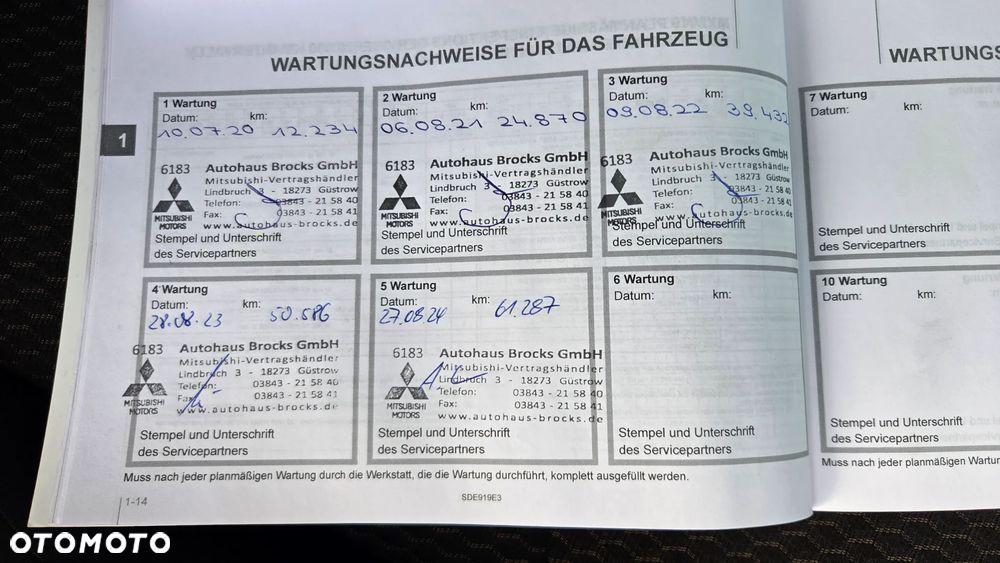 WARTUNGSNACHWEISE FÜR DAS FAHRZEUG
1
1 Wartung
Datum: km:
10.07.20 12.234
6183 Autohaus Brocks GmbH
Mitsubishi-Vertragshändler
Lindbruch 3 - 18273 Güstrow
Telefon: 03843 - 21 58 40
Fax: 03843 - 21 58 41
www.autohaus-brocks.de
MITSUBISHI
MOTORS
Stempel und Unterschrift
des Servicepartners
2 Wartung
Datum: km:
06.08.21 24.870
6183 Autohaus Brocks GmbH
Mitsubishi-Vertragshändler
Lindbruch 3 - 18273 Güstrow
Telefon: 03843 - 21 58 40
Fax: 03843 - 21 58 41
www.autohaus-brocks.de
MITSUBISHI
MOTORS
Stempel und Unterschrift
des Servicepartners
3 Wartung
Datum: km:
09.08.22 39.432
6183 Autohaus Brocks GmbH
Mitsubishi-Vertragshändler
Lindbruch 3 - 18273 Güstrow
Telefon: 03843 - 21 58 40
Fax: 03843 - 21 58 41
www.autohaus-brocks.de
MITSUBISHI
MOTORS
Stempel und Unterschrift
des Servicepartners
4 Wartung
Datum: km:
28.08.23 50.586
6183 Autohaus Brocks GmbH
Mitsubishi-Vertragshändler
Lindbruch 3 - 18273 Güstrow
Telefon: 03843 - 21 58 40
Fax: 03843 - 21 58 41
www.autohaus-brocks.de
MITSUBISHI
MOTORS
Stempel und Unterschrift
des Servicepartners
5 Wartung
Datum: km:
27.08.24 61.287
6183 Autohaus Brocks GmbH
Mitsubishi-Vertragshändler
Lindbruch 3 - 18273 Güstrow
Telefon: 03843 - 21 58 40
Fax: 03843 - 21 58 41
www.autohaus-brocks.de
MITSUBISHI
MOTORS
Stempel und Unterschrift
des Servicepartners
6 Wartung
Datum: km:
Stempel und Unterschrift
des Servicepartners
Muss nach jeder planmäßigen Wartung durch die Werkstatt, die die Wartung durchführt, komplett ausgefüllt werden.
1-14
SDE919E3
WARTUNGS
7 Wartung
Datum: km:
Stempel und Unterschrift
des Servicepartners
10 Wartung
Datum: km:
Stempel und Unterschrift
des Servicepartners
Muss nach jeder planmäßigen
OTOMOTO